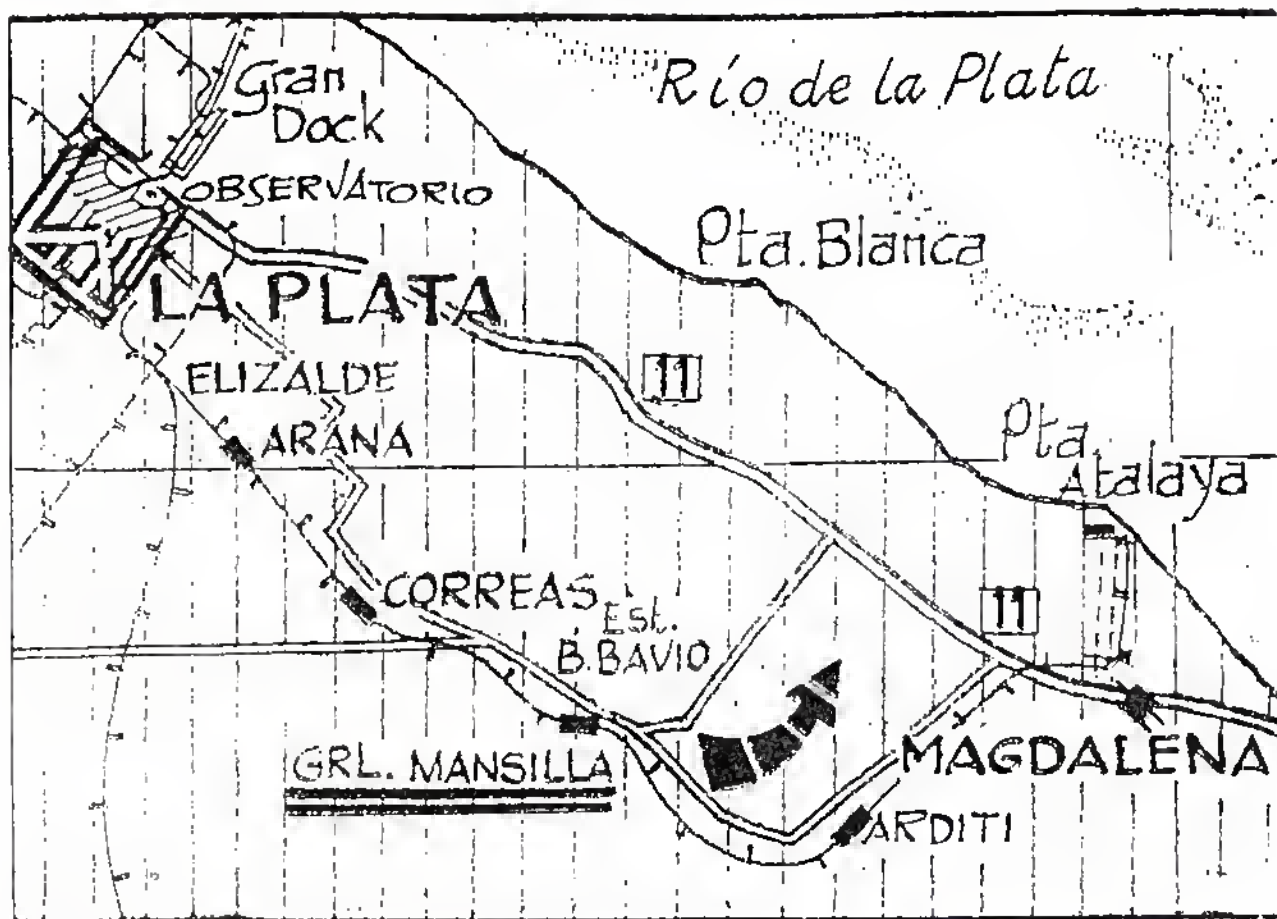 Gran
Dock
Río de la Plata
OBSERVATORIO
Pta. Blanca
LA PLATA
11
ELIZALDE
ARANA
Pta.
Atalaya
CORREAS
11
Est.
B. BAVIO
GRL. MANSILLA
MAGDALENA
ARDITI